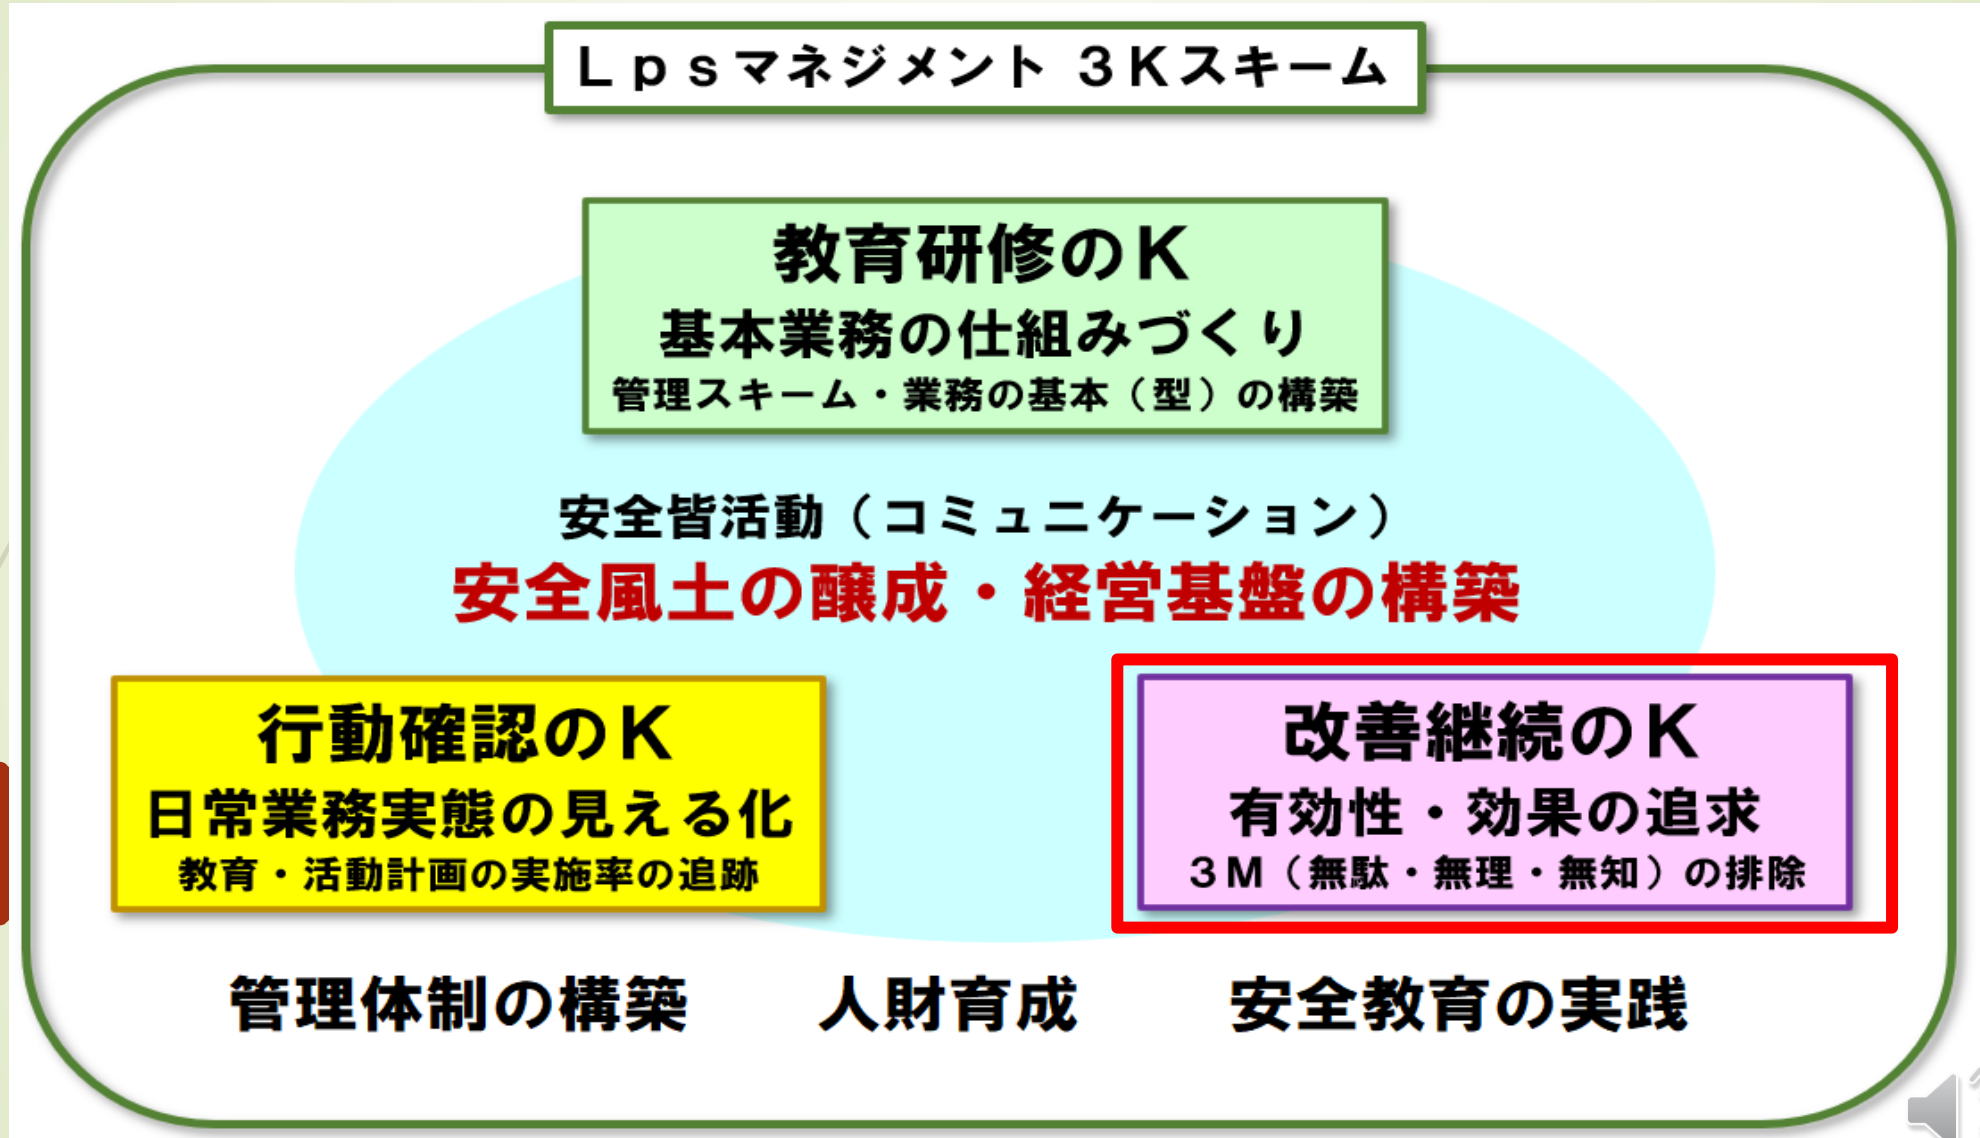 Ｌｐｓマネジメント ３Ｋスキーム
教育研修のＫ
基本業務の仕組みづくり
管理スキーム・業務の基本（型）の構築
安全皆活動（コミュニケーション）
安全風土の醸成・経営基盤の構築
行動確認のＫ
日常業務実態の見える化
教育・活動計画の実施率の追跡
改善継続のＫ
有効性・効果の追求
３Ｍ（無駄・無理・無知）の排除
管理体制の構築　人財育成　安全教育の実践